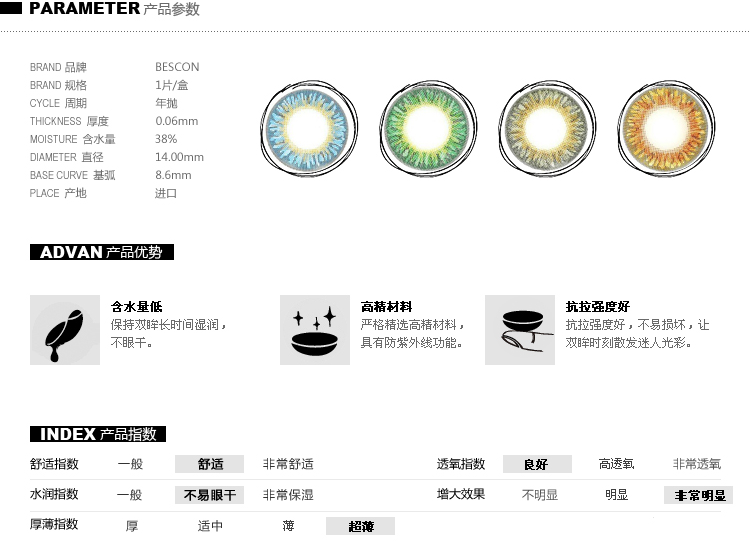 PARAMETER 产品参数
BRAND 品牌 BESCON
BRAND 规格 1片/盒
CYCLE 周期 年抛
THICKNESS 厚度 0.06mm
MOISTURE 含水量 38%
DIAMETER 直径 14.00mm
BASE CURVE 基弧 8.6mm
PLACE 产地 进口
ADVAN 产品优势
含水量低
保持双眸长时间湿润，
不眼干。
高精材料
严格精选高精材料，
具有防紫外线功能。
抗拉强度好
抗拉强度好，不易损坏，让
双眸时刻散发迷人光彩。
INDEX 产品指数
舒适指数 一般 舒适 非常舒适 透氧指数 良好 高透氧 非常透氧
水润指数 一般 不易眼干 非常保湿 增大效果 不明显 明显 非常明显
厚薄指数 厚 适中 薄 超薄